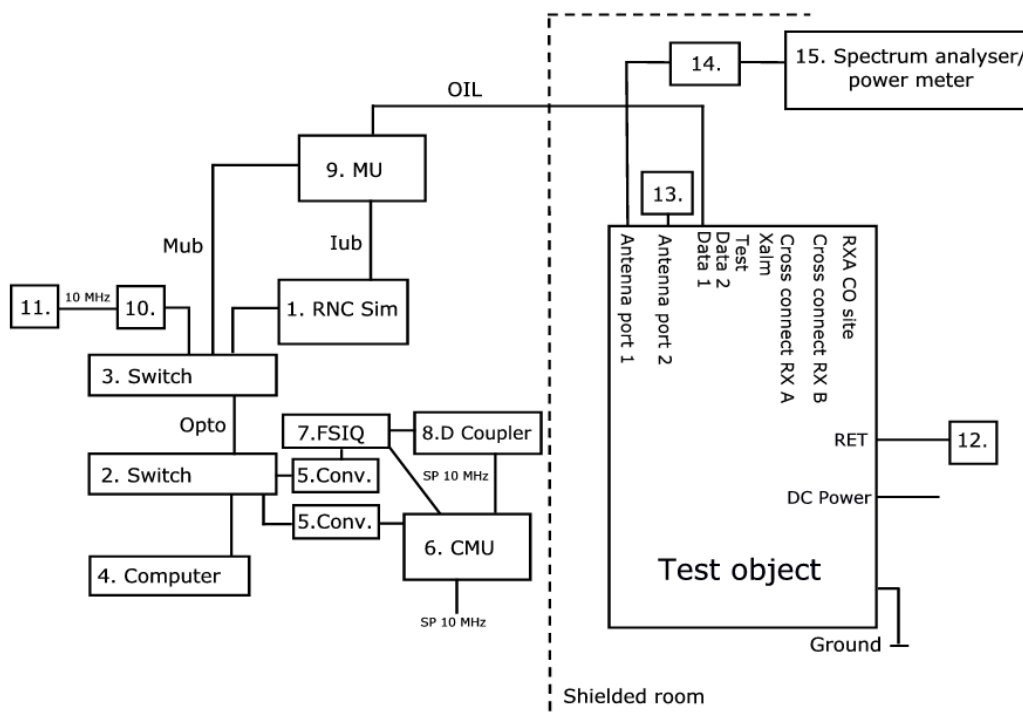 15. Spectrum analyser/
power meter
14.
OIL
9. MU
13.
Mub
Iub
Antenna port 1
Antenna port 2
Data 1
Data 2
Test
Xalm
Cross connect RX A
Cross connect RX B
RXA CO site
11.
10 MHz
10.
1. RNC Sim
3. Switch
Opto
7.FSIQ
8.D Coupler
RET
12.
2. Switch
5.Conv.
SP 10 MHz
DC Power
5.Conv.
6. CMU
4. Computer
Test object
SP 10 MHz
Ground
Shielded room